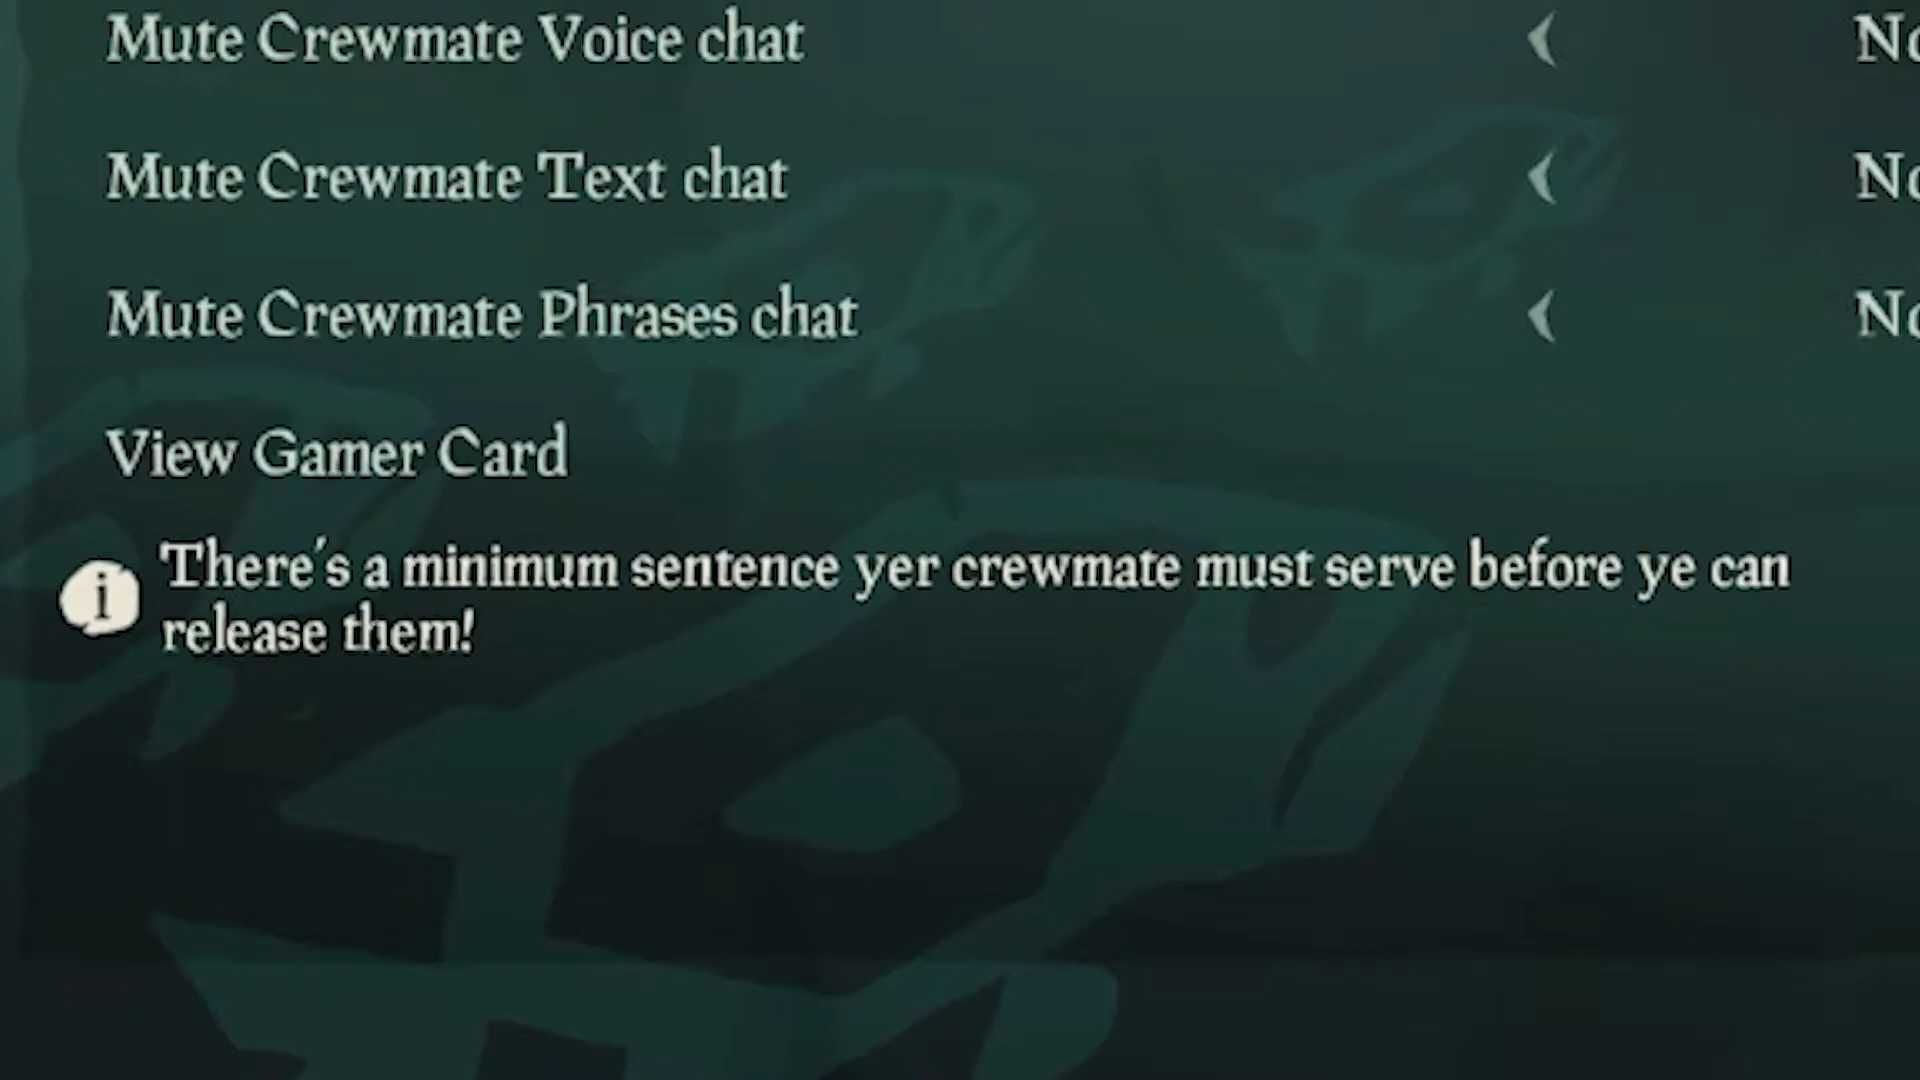 Mute Crewmate Voice chat
Mute Crewmate Text chat
Mute Crewmate Phrases chat
View Gamer Card
There's a minimum sentence yer crewmate must serve before ye can
release them!